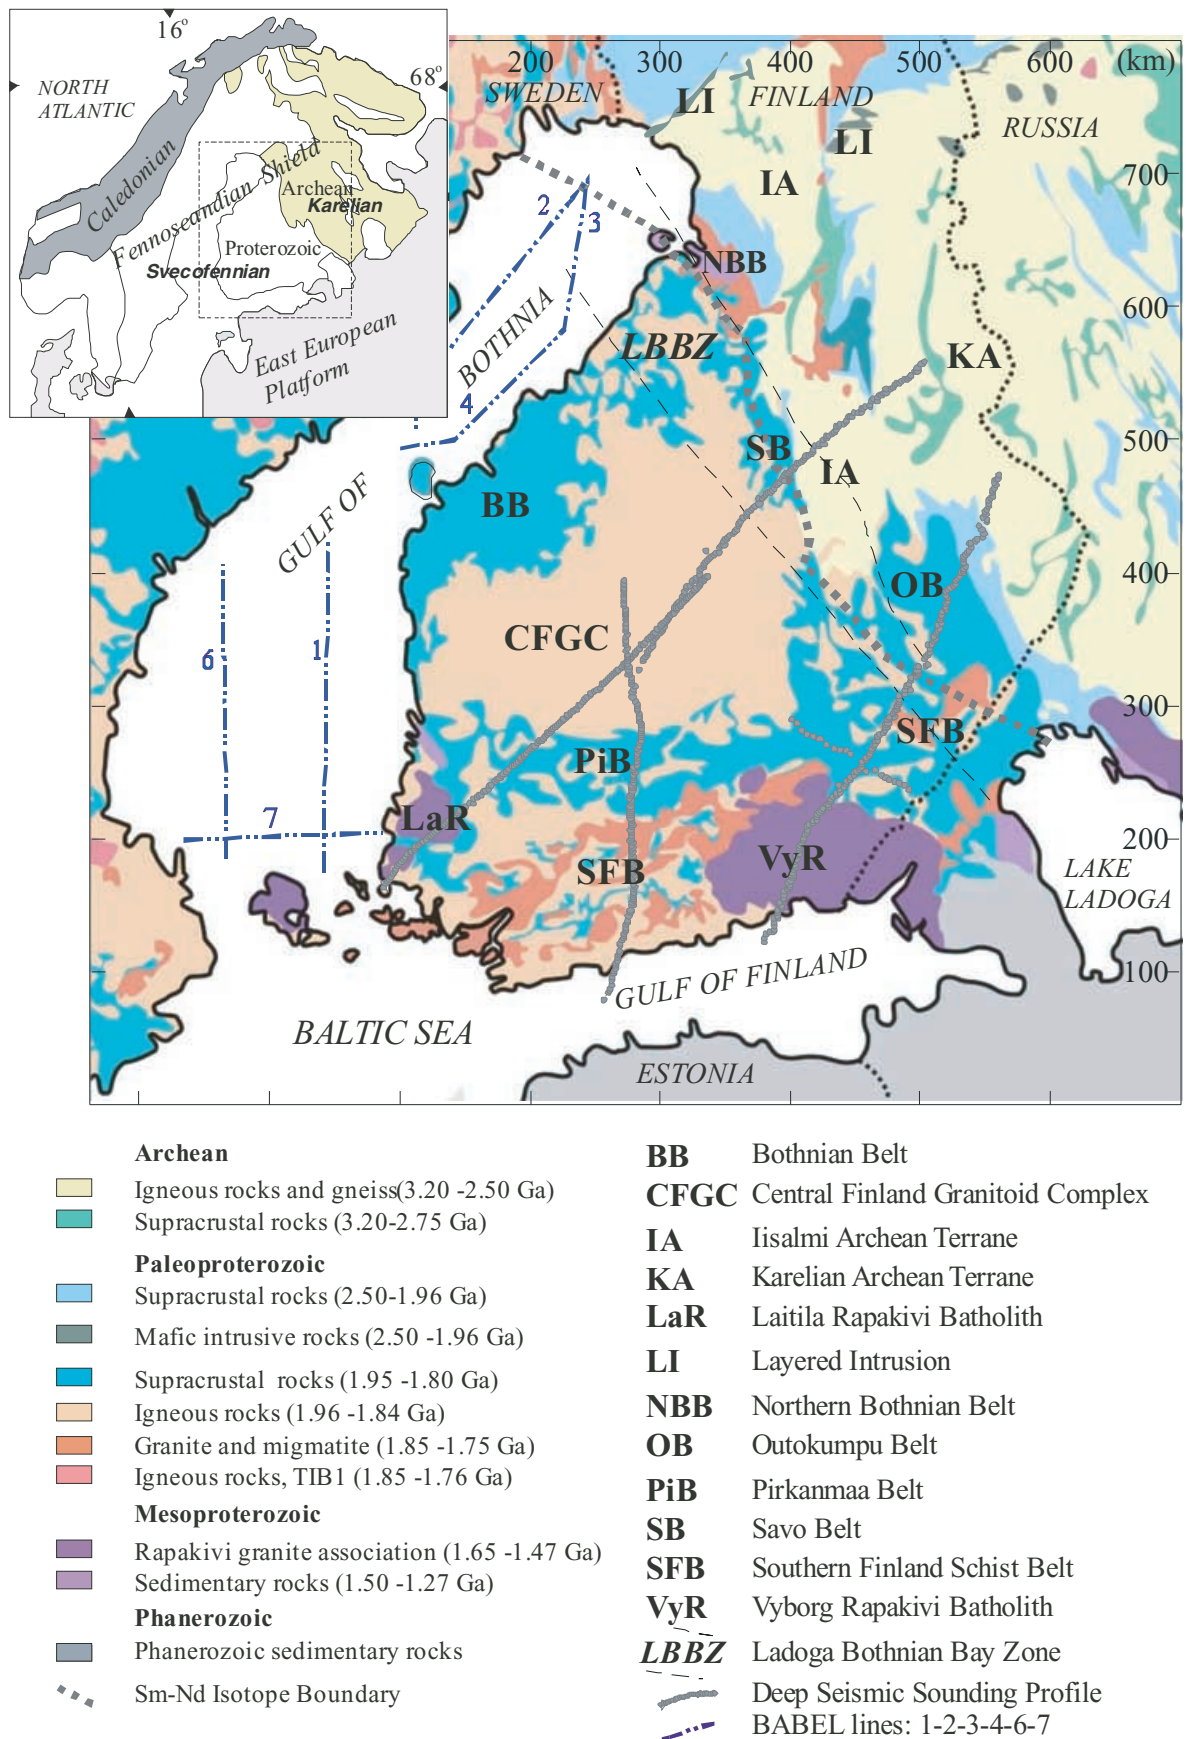 16°
68°
NORTH
ATLANTIC
Caledonian
Fennoseandian Shield
Archean
Karelian
Proterozoic
Svecofennian
East European
Platform
200
300
400
500
600
(km)
SWEDEN
LI
FINLAND
LI
RUSSIA
IA
700
2
3
NBB
BOTHNIA
600
LBBZ
KA
4
SB
500
IA
BB
GULF OF
OB
400
CFGC
6
1
300
SFB
PiB
LaR
7
200
VyR
SFB
LAKE
LADOGA
GULF OF FINLAND
100
BALTIC SEA
ESTONIA
Archean
Igneous rocks and gneiss(3.20 -2.50 Ga)
Supracrustal rocks (3.20-2.75 Ga)
Paleoproterozoic
Supracrustal rocks (2.50-1.96 Ga)
Mafic intrusive rocks (2.50 -1.96 Ga)
Supracrustal rocks (1.95 -1.80 Ga)
Igneous rocks (1.96 -1.84 Ga)
Granite and migmatite (1.85 -1.75 Ga)
Igneous rocks, TIB1 (1.85 -1.76 Ga)
Mesoproterozoic
Rapakivi granite association (1.65 -1.47 Ga)
Sedimentary rocks (1.50 -1.27 Ga)
Phanerozoic
Phanerozoic sedimentary rocks
Sm-Nd Isotope Boundary
BB Bothnian Belt
CFGC Central Finland Granitoid Complex
IA Iisalmi Archean Terrane
KA Karelian Archean Terrane
LaR Laitila Rapakivi Batholith
LI Layered Intrusion
NBB Northern Bothnian Belt
OB Outokumpu Belt
PiB Pirkanmaa Belt
SB Savo Belt
SFB Southern Finland Schist Belt
VyR Vyborg Rapakivi Batholith
LBBZ Ladoga Bothnian Bay Zone
Deep Seismic Sounding Profile
BABEL lines: 1-2-3-4-6-7